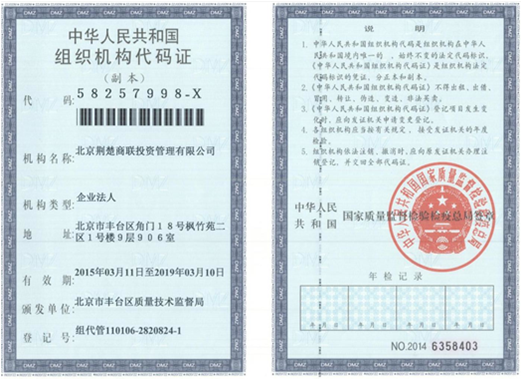 中华人民共和国
组织机构代码证
(副本)
代 码: 58257998-X
机构名称: 北京荆楚商联投资管理有限公司
机构类型: 企业法人
地 址: 北京市丰台区角门18号枫竹苑二
区1号楼9层906室
有 效 期: 2015年03月11日至2019年03月10日
颁发单位: 北京市丰台区质量技术监督局
登 记 号: 组代管110106-2820824-1
说 明
1. 中华人民共和国组织机构代码是组织机构在中华人
民共和国境内唯一的、始终不变的法定代码标识,
《中华人民共和国组织机构代码证》是组织机构法定
代码标识的凭证,分正本和副本。
2. 《中华人民共和国组织机构代码证》不得出租、出借、
冒用、转让、伪造、变造、非法买卖。
3. 《中华人民共和国组织机构代码证》登记项目发生变
化时,应向发证机关申请变更登记。
4. 各组织机构应当按有关规定,接受发证机关的年度
检验。
5. 组织机构依法注销、撤消时,应向原发证机关办理注
销登记,并交回全部代码证。
中华人民
共和国
国家质量监督检验检疫总局签章
年检记录
年 月 日
年 月 日
年 月 日
年 月 日
NO.2014 6358403